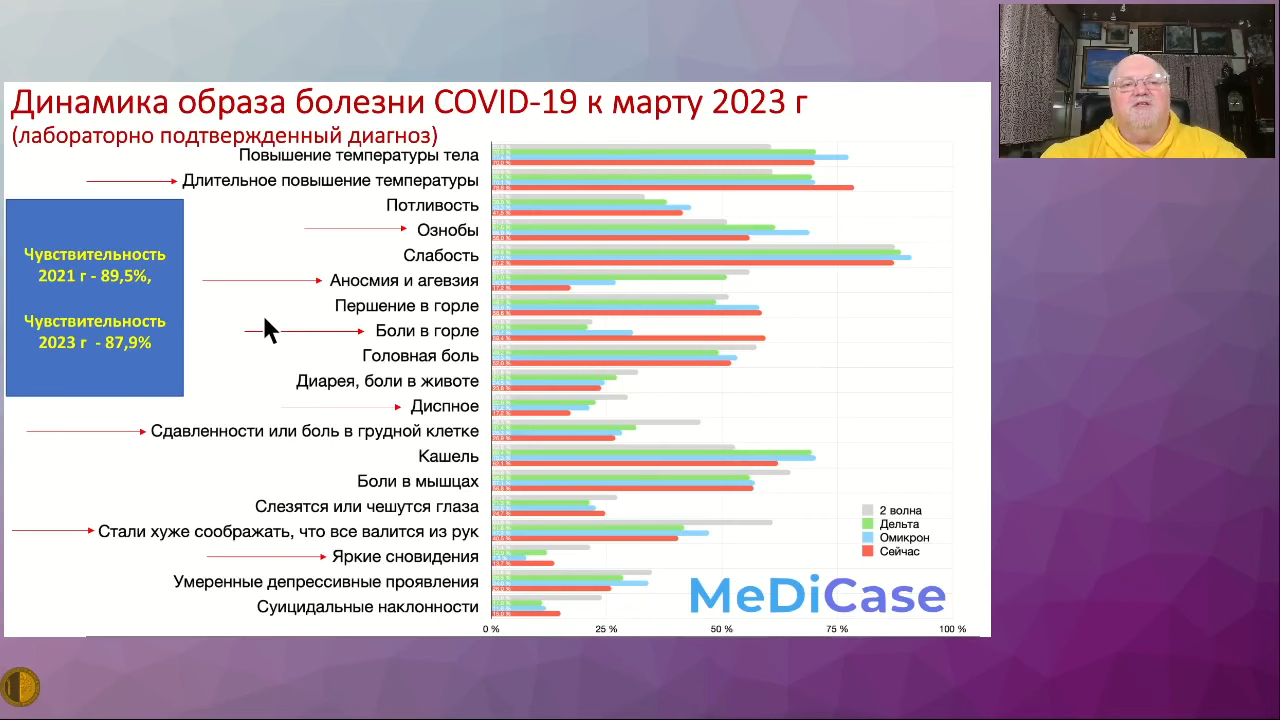 Динамика образа болезни COVID-19 к марту 2023 г
(лабораторно подтвержденный диагноз)
Повышение температуры тела
Длительное повышение температуры
Потливость
Ознобы
Слабость
Аносмия и агевзия
Першение в горле
Боли в горле
Головная боль
Диарея, боли в животе
Диспное
Сдавленности или боль в грудной клетке
Кашель
Боли в мышцах
Слезятся или чешутся глаза
Стали хуже соображать, что все валится из рук
Яркие сновидения
Умеренные депрессивные проявления
Суицидальные наклонности
Чувствительность
2021 г - 89,5%,
Чувствительность
2023 г - 87,9%
2 волна
Дельта
Омикрон
Сейчас
MeDiCase
0 %
25 %
50 %
75 %
100 %